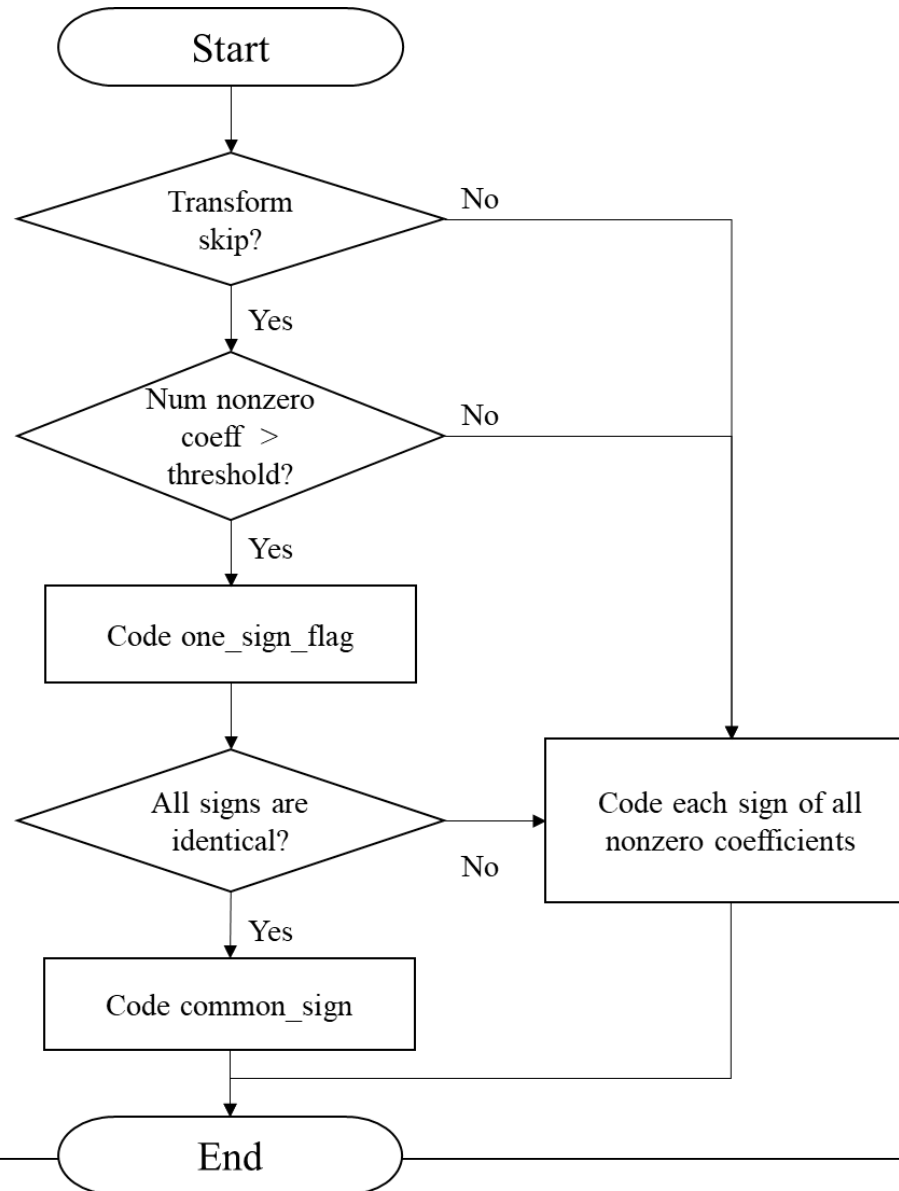 Start
Transform
skip?
No
Yes
Num nonzero
coeff >
threshold?
No
Yes
Code one_sign_flag
All signs are
identical?
No
Code each sign of all
nonzero coefficients
Yes
Code common_sign
End